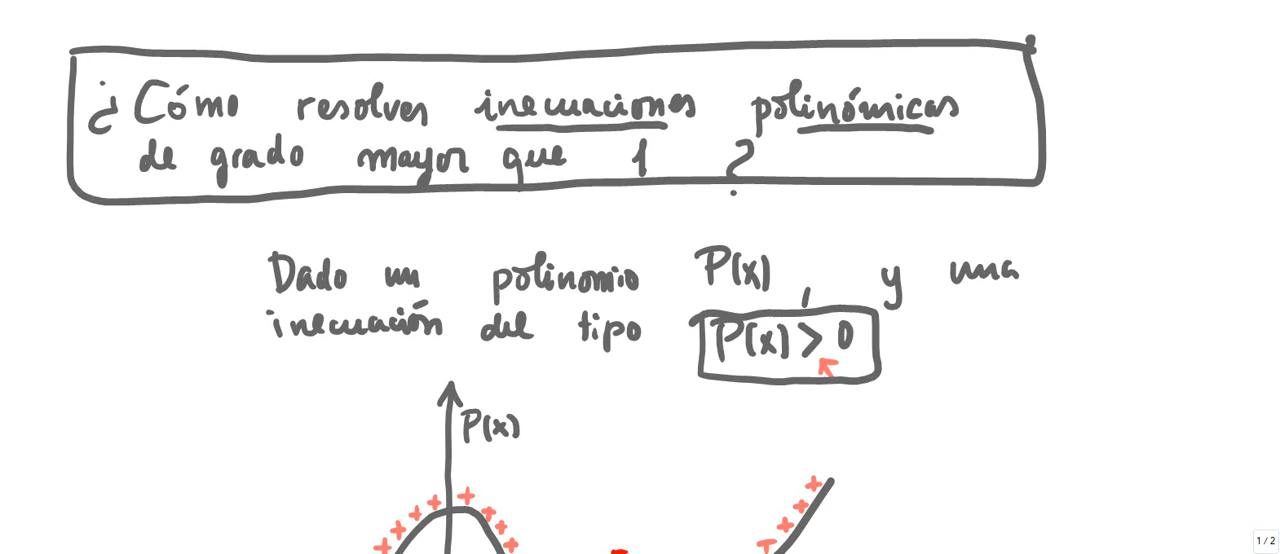 ¿Cómo resolver inecuaciones polinómicas
de grado mayor que 1 ?
Dado un polinomio P(x), y una
inecuación del tipo P(x) > 0
P(x)
1 / 2